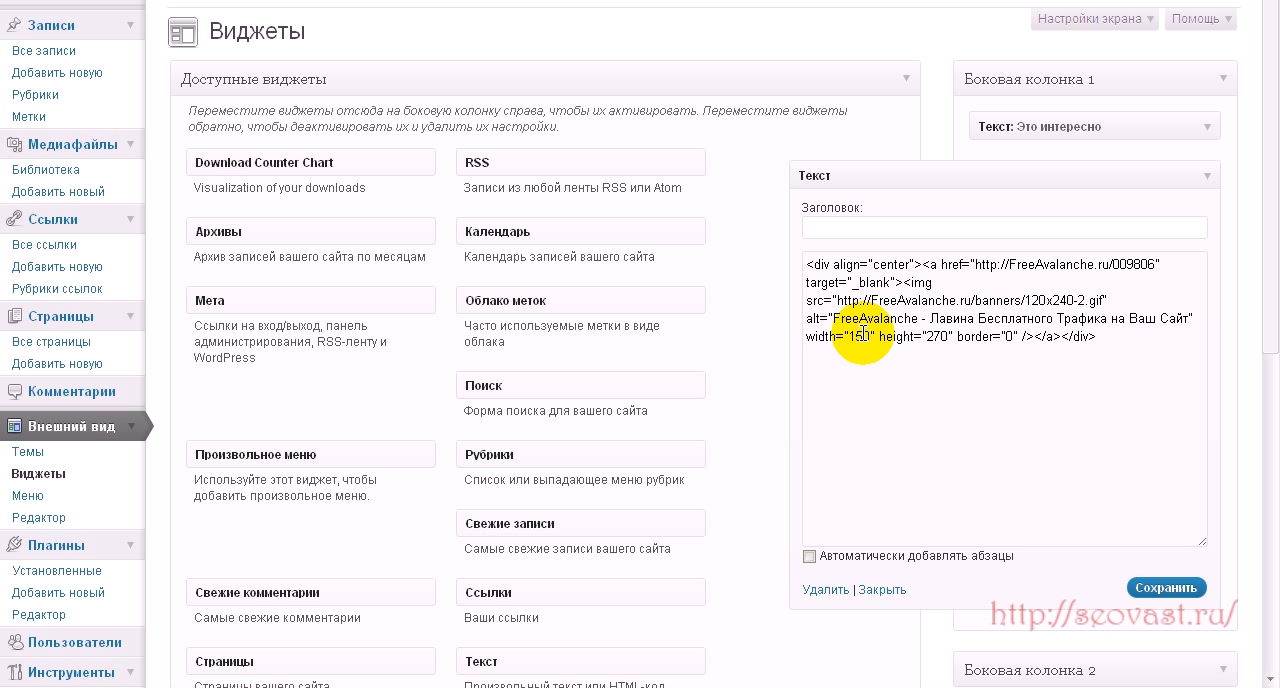 Записи
Все записи
Добавить новую
Рубрики
Метки
Медиафайлы
Библиотека
Добавить новый
Ссылки
Все ссылки
Добавить новую
Рубрики ссылок
Страницы
Все страницы
Добавить новую
Комментарии
Внешний вид
Темы
Виджеты
Меню
Редактор
Плагины
Установленные
Добавить новый
Редактор
Пользователи
Инструменты
Настройки экрана
Помощь
Виджеты
Доступные виджеты
Переместите виджеты отсюда на боковую колонку справа, чтобы их активировать. Переместите виджеты
обратно, чтобы деактивировать их и удалить их настройки.
Download Counter Chart
Visualization of your downloads
RSS
Записи из любой ленты RSS или Atom
Архивы
Архив записей вашего сайта по месяцам
Календарь
Календарь записей вашего сайта
Мета
Ссылки на вход/выход, панель
администрирования, RSS-ленту и
WordPress
Облако меток
Часто используемые метки в виде
облака
Поиск
Форма поиска для вашего сайта
Произвольное меню
Используйте этот виджет, чтобы
добавить произвольное меню.
Рубрики
Список или выпадающее меню рубрик
Свежие записи
Самые свежие записи вашего сайта
Свежие комментарии
Самые свежие комментарии
Ссылки
Ваши ссылки
Страницы
Страницы вашего сайта
Текст
Произвольный текст или HTML-код
Боковая колонка 1
Текст: Это интересно
Текст
Заголовок:
<div align="center"><a href="http://FreeAvalanche.ru/009806"
target="_blank"><img
src="http://FreeAvalanche.ru/banners/120x240-2.gif"
alt="FreeAvalanche - Лавина Бесплатного Трафика на Ваш Сайт"
width="150" height="270" border="0" /></a></div>
Автоматически добавлять абзацы
Удалить | Закрыть
Сохранить
http://seovast.ru/
Боковая колонка 2